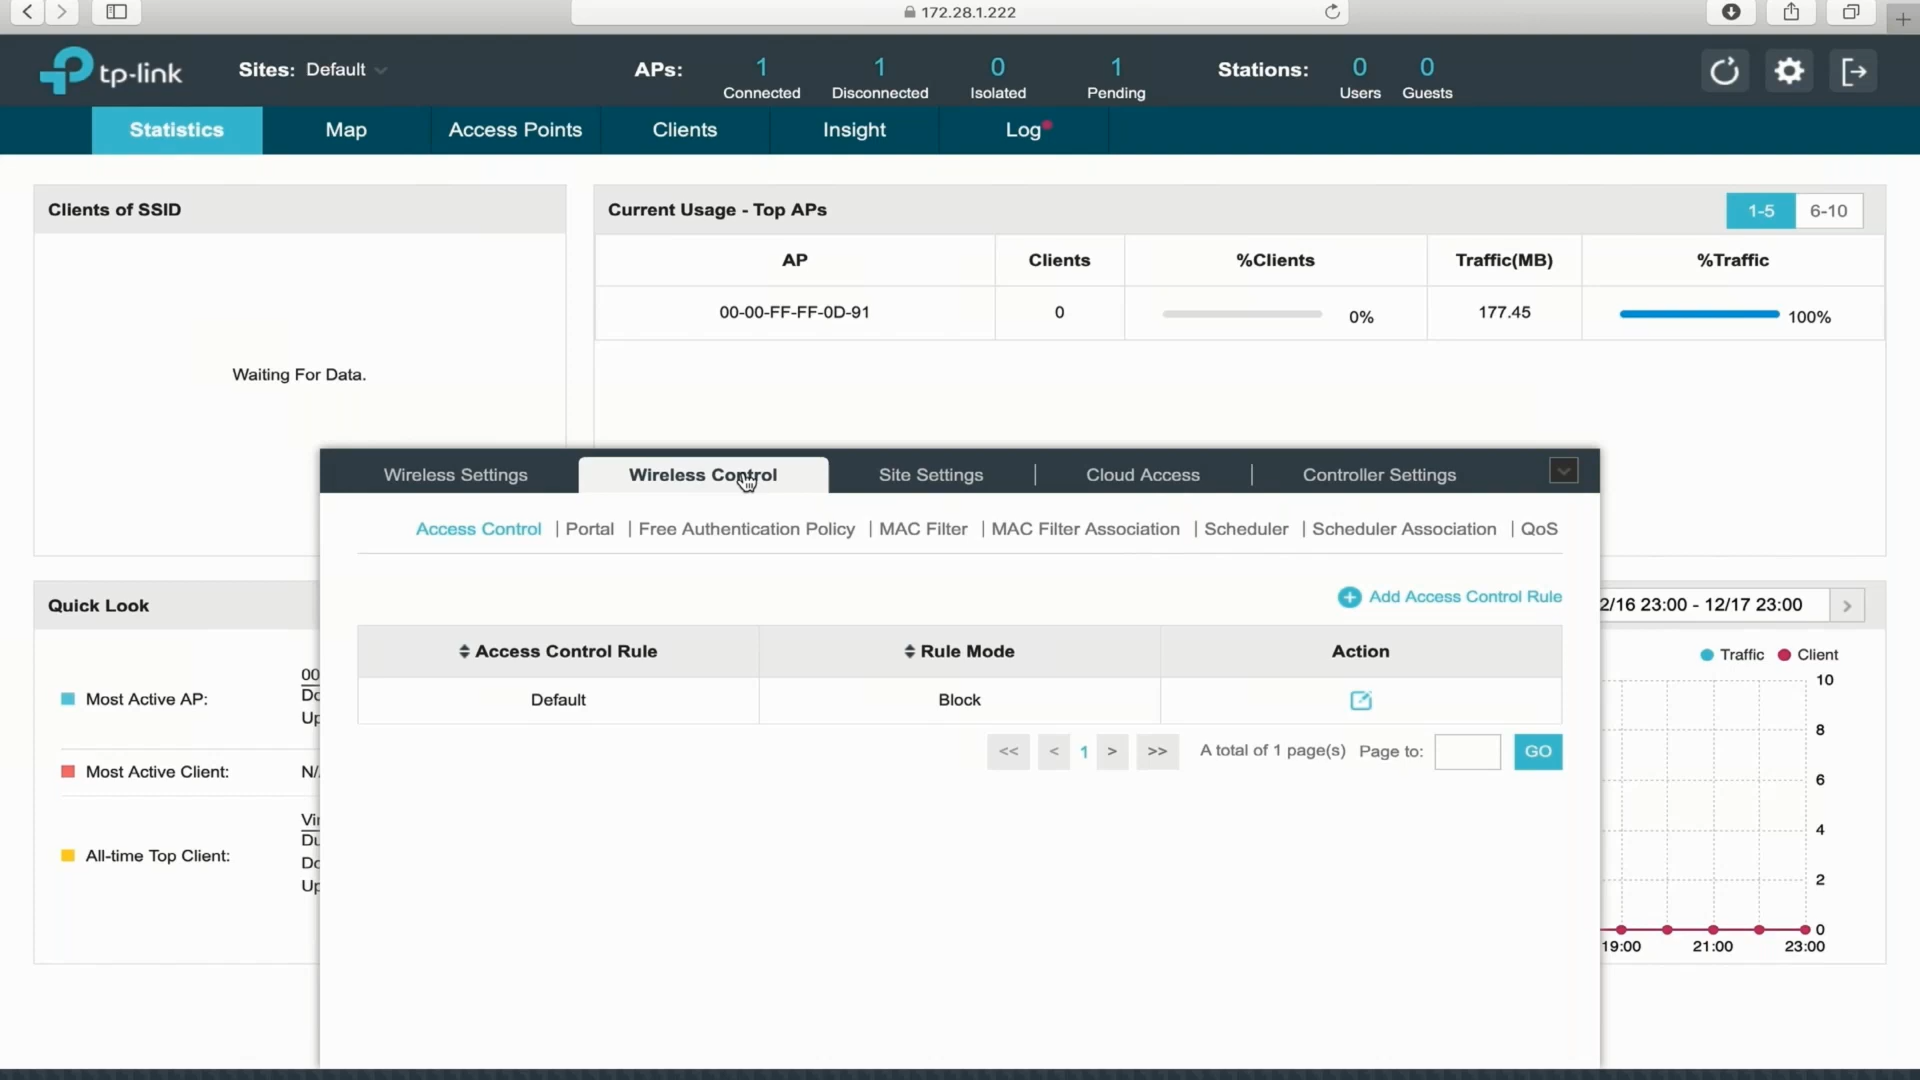 172.28.1.222
tp-link
Sites: Default
APs:
1
Connected
1
Disconnected
0
Isolated
1
Pending
Stations:
0
Users
0
Guests
Statistics
Map
Access Points
Clients
Insight
Log
Clients of SSID
Waiting For Data.
Current Usage - Top APs
1-5
6-10
AP
Clients
%Clients
Traffic(MB)
%Traffic
00-00-FF-FF-0D-91
0
0%
177.45
100%
Wireless Settings
Wireless Control
Site Settings
|
Cloud Access
|
Controller Settings
Access Control | Portal | Free Authentication Policy | MAC Filter | MAC Filter Association | Scheduler | Scheduler Association | QoS
Add Access Control Rule
Access Control Rule
Rule Mode
Action
Default
Block
<< < 1 > >> A total of 1 page(s) Page to: GO
Quick Look
Most Active AP:
00
Do
Up
Most Active Client:
N/
All-time Top Client:
Vi
Du
Do
Up
2/16 23:00 - 12/17 23:00
>
Traffic
Client
10
8
6
4
2
0
19:00
21:00
23:00